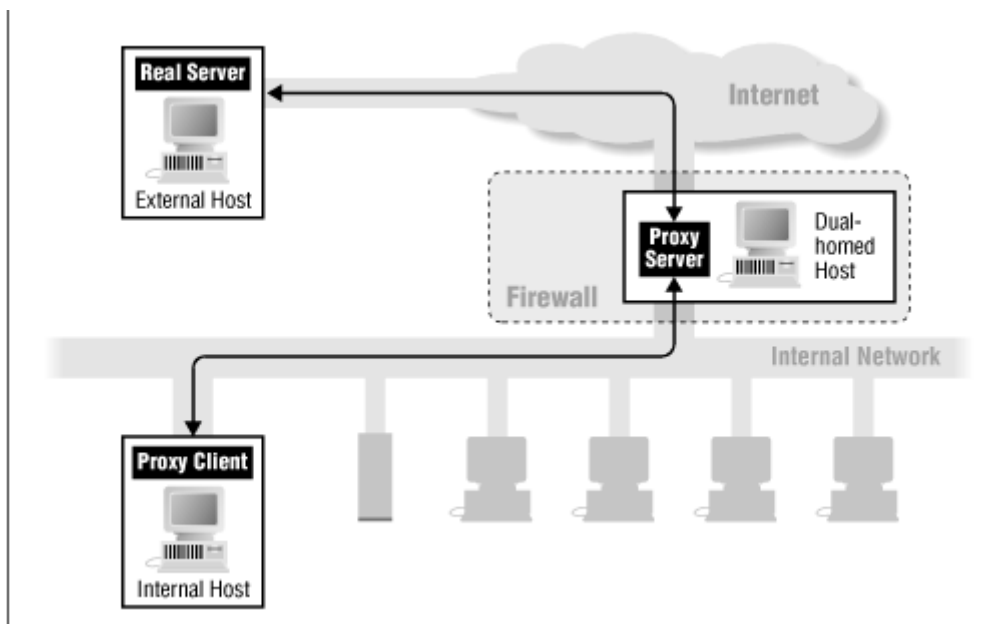 Real Server
External Host
Internet
Proxy
Server
Dual-
homed
Host
Firewall
Internal Network
Proxy Client
Internal Host